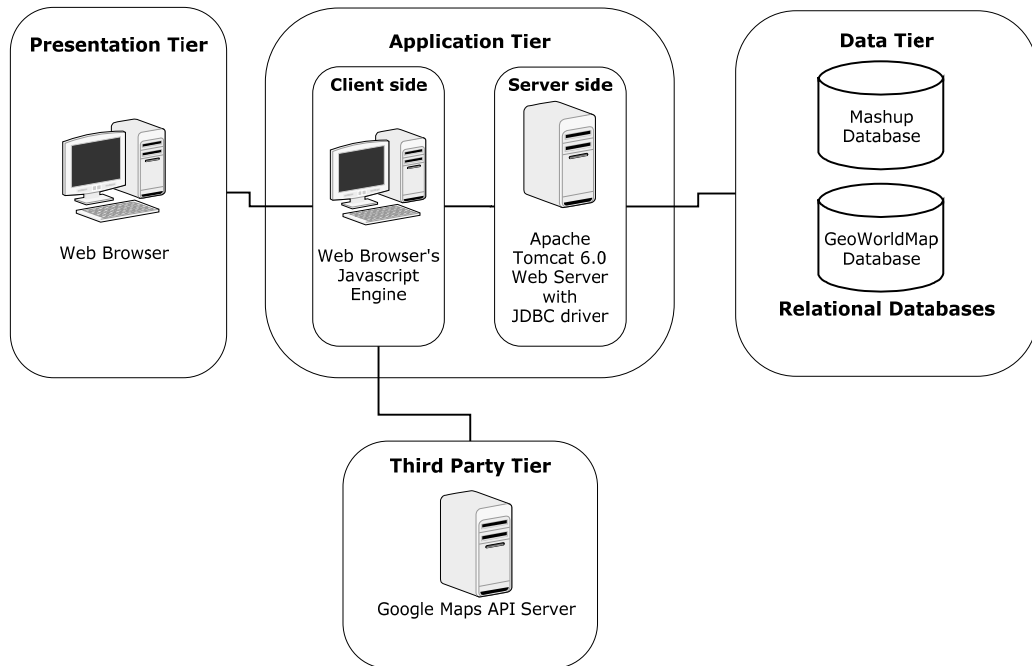 Presentation Tier
Web Browser
Application Tier
Client side
Web Browser's
Javascript
Engine
Server side
Apache
Tomcat 6.0
Web Server
with
JDBC driver
Data Tier
Mashup
Database
GeoWorldMap
Database
Relational Databases
Third Party Tier
Google Maps API Server